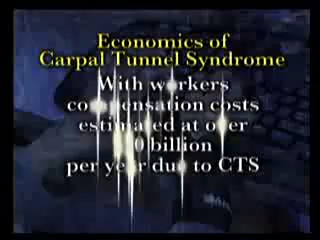 Economics of
Carpal Tunnel Syndrome
With workers
compensation costs
estimated at over
billion
per year due to CTS